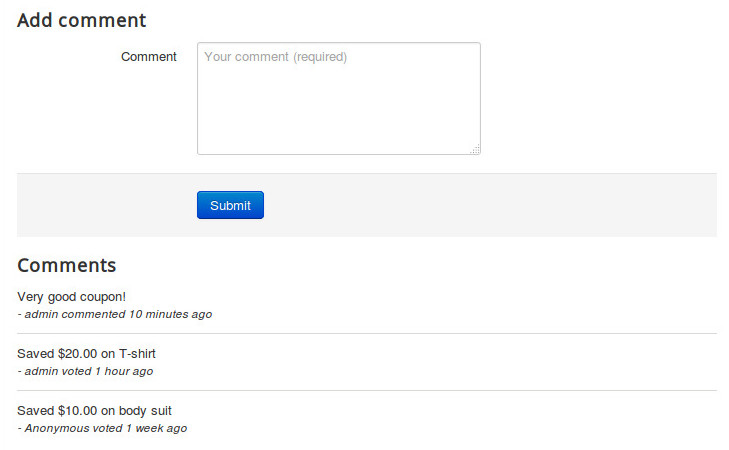 Add comment
Comment
Your comment (required)
Submit
Comments
Very good coupon!
- admin commented 10 minutes ago
Saved $20.00 on T-shirt
- admin voted 1 hour ago
Saved $10.00 on body suit
- Anonymous voted 1 week ago